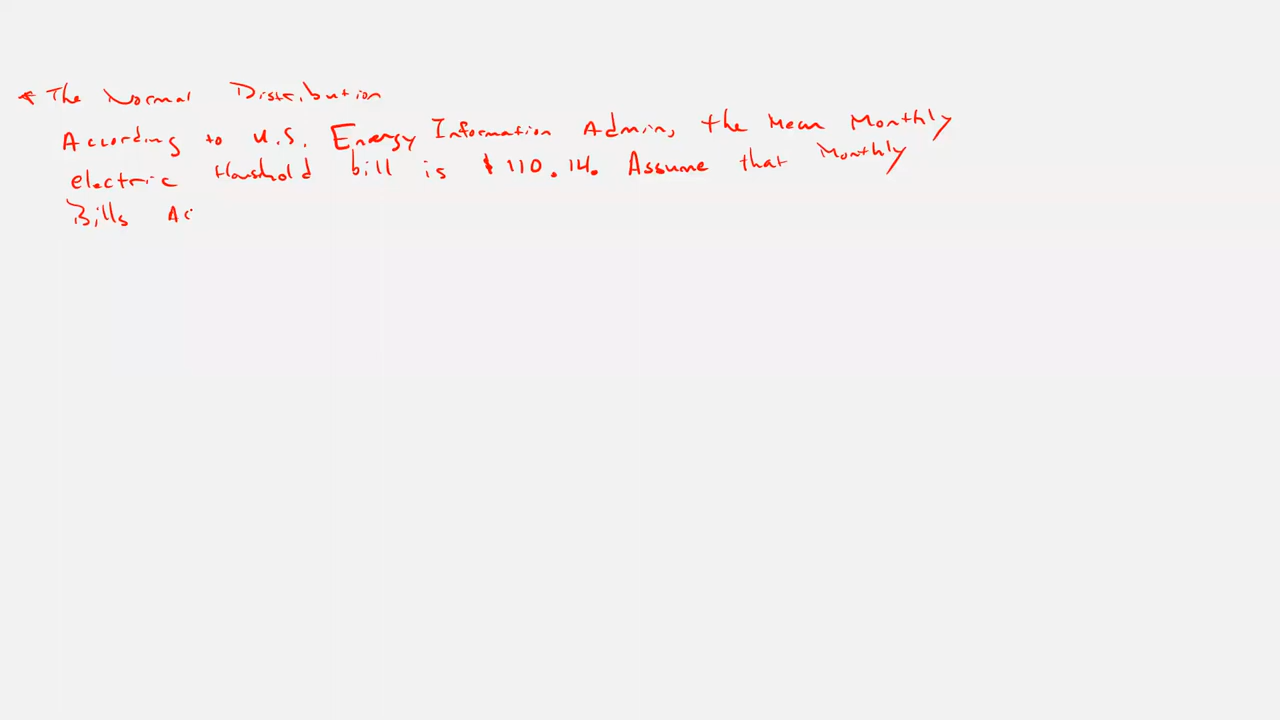 * The Normal Distribution
According to U.S. Energy Information Admin, the Mean Monthly
electric Household bill is $110.14. Assume that Monthly
Bills